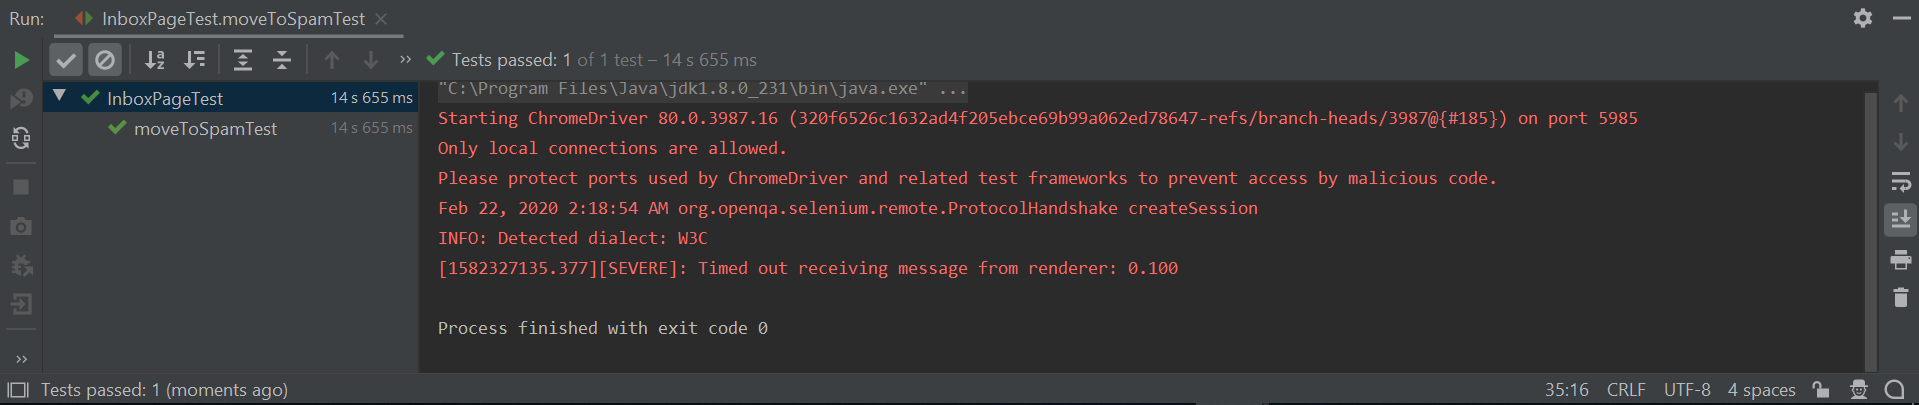 Run: InboxPageTest.moveToSpamTest
Tests passed: 1 of 1 test – 14 s 655 ms
InboxPageTest 14 s 655 ms
moveToSpamTest 14 s 655 ms
"C:\Program Files\Java\jdk1.8.0_231\bin\java.exe" ...
Starting ChromeDriver 80.0.3987.16 (320f6526c1632ad4f205ebce69b99a062ed78647-refs/branch-heads/3987@{#185}) on port 5985
Only local connections are allowed.
Please protect ports used by ChromeDriver and related test frameworks to prevent access by malicious code.
Feb 22, 2020 2:18:54 AM org.openqa.selenium.remote.ProtocolHandshake createSession
INFO: Detected dialect: W3C
[1582327135.377][SEVERE]: Timed out receiving message from renderer: 0.100
Process finished with exit code 0
Tests passed: 1 (moments ago) 35:16 CRLF UTF-8 4 spaces